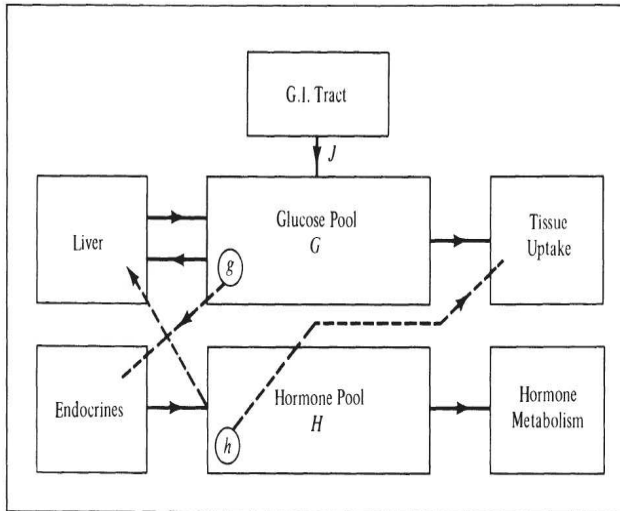 G.I. Tract
J
Liver
Glucose Pool
G
g
Tissue
Uptake
Endocrines
Hormone Pool
H
h
Hormone
Metabolism